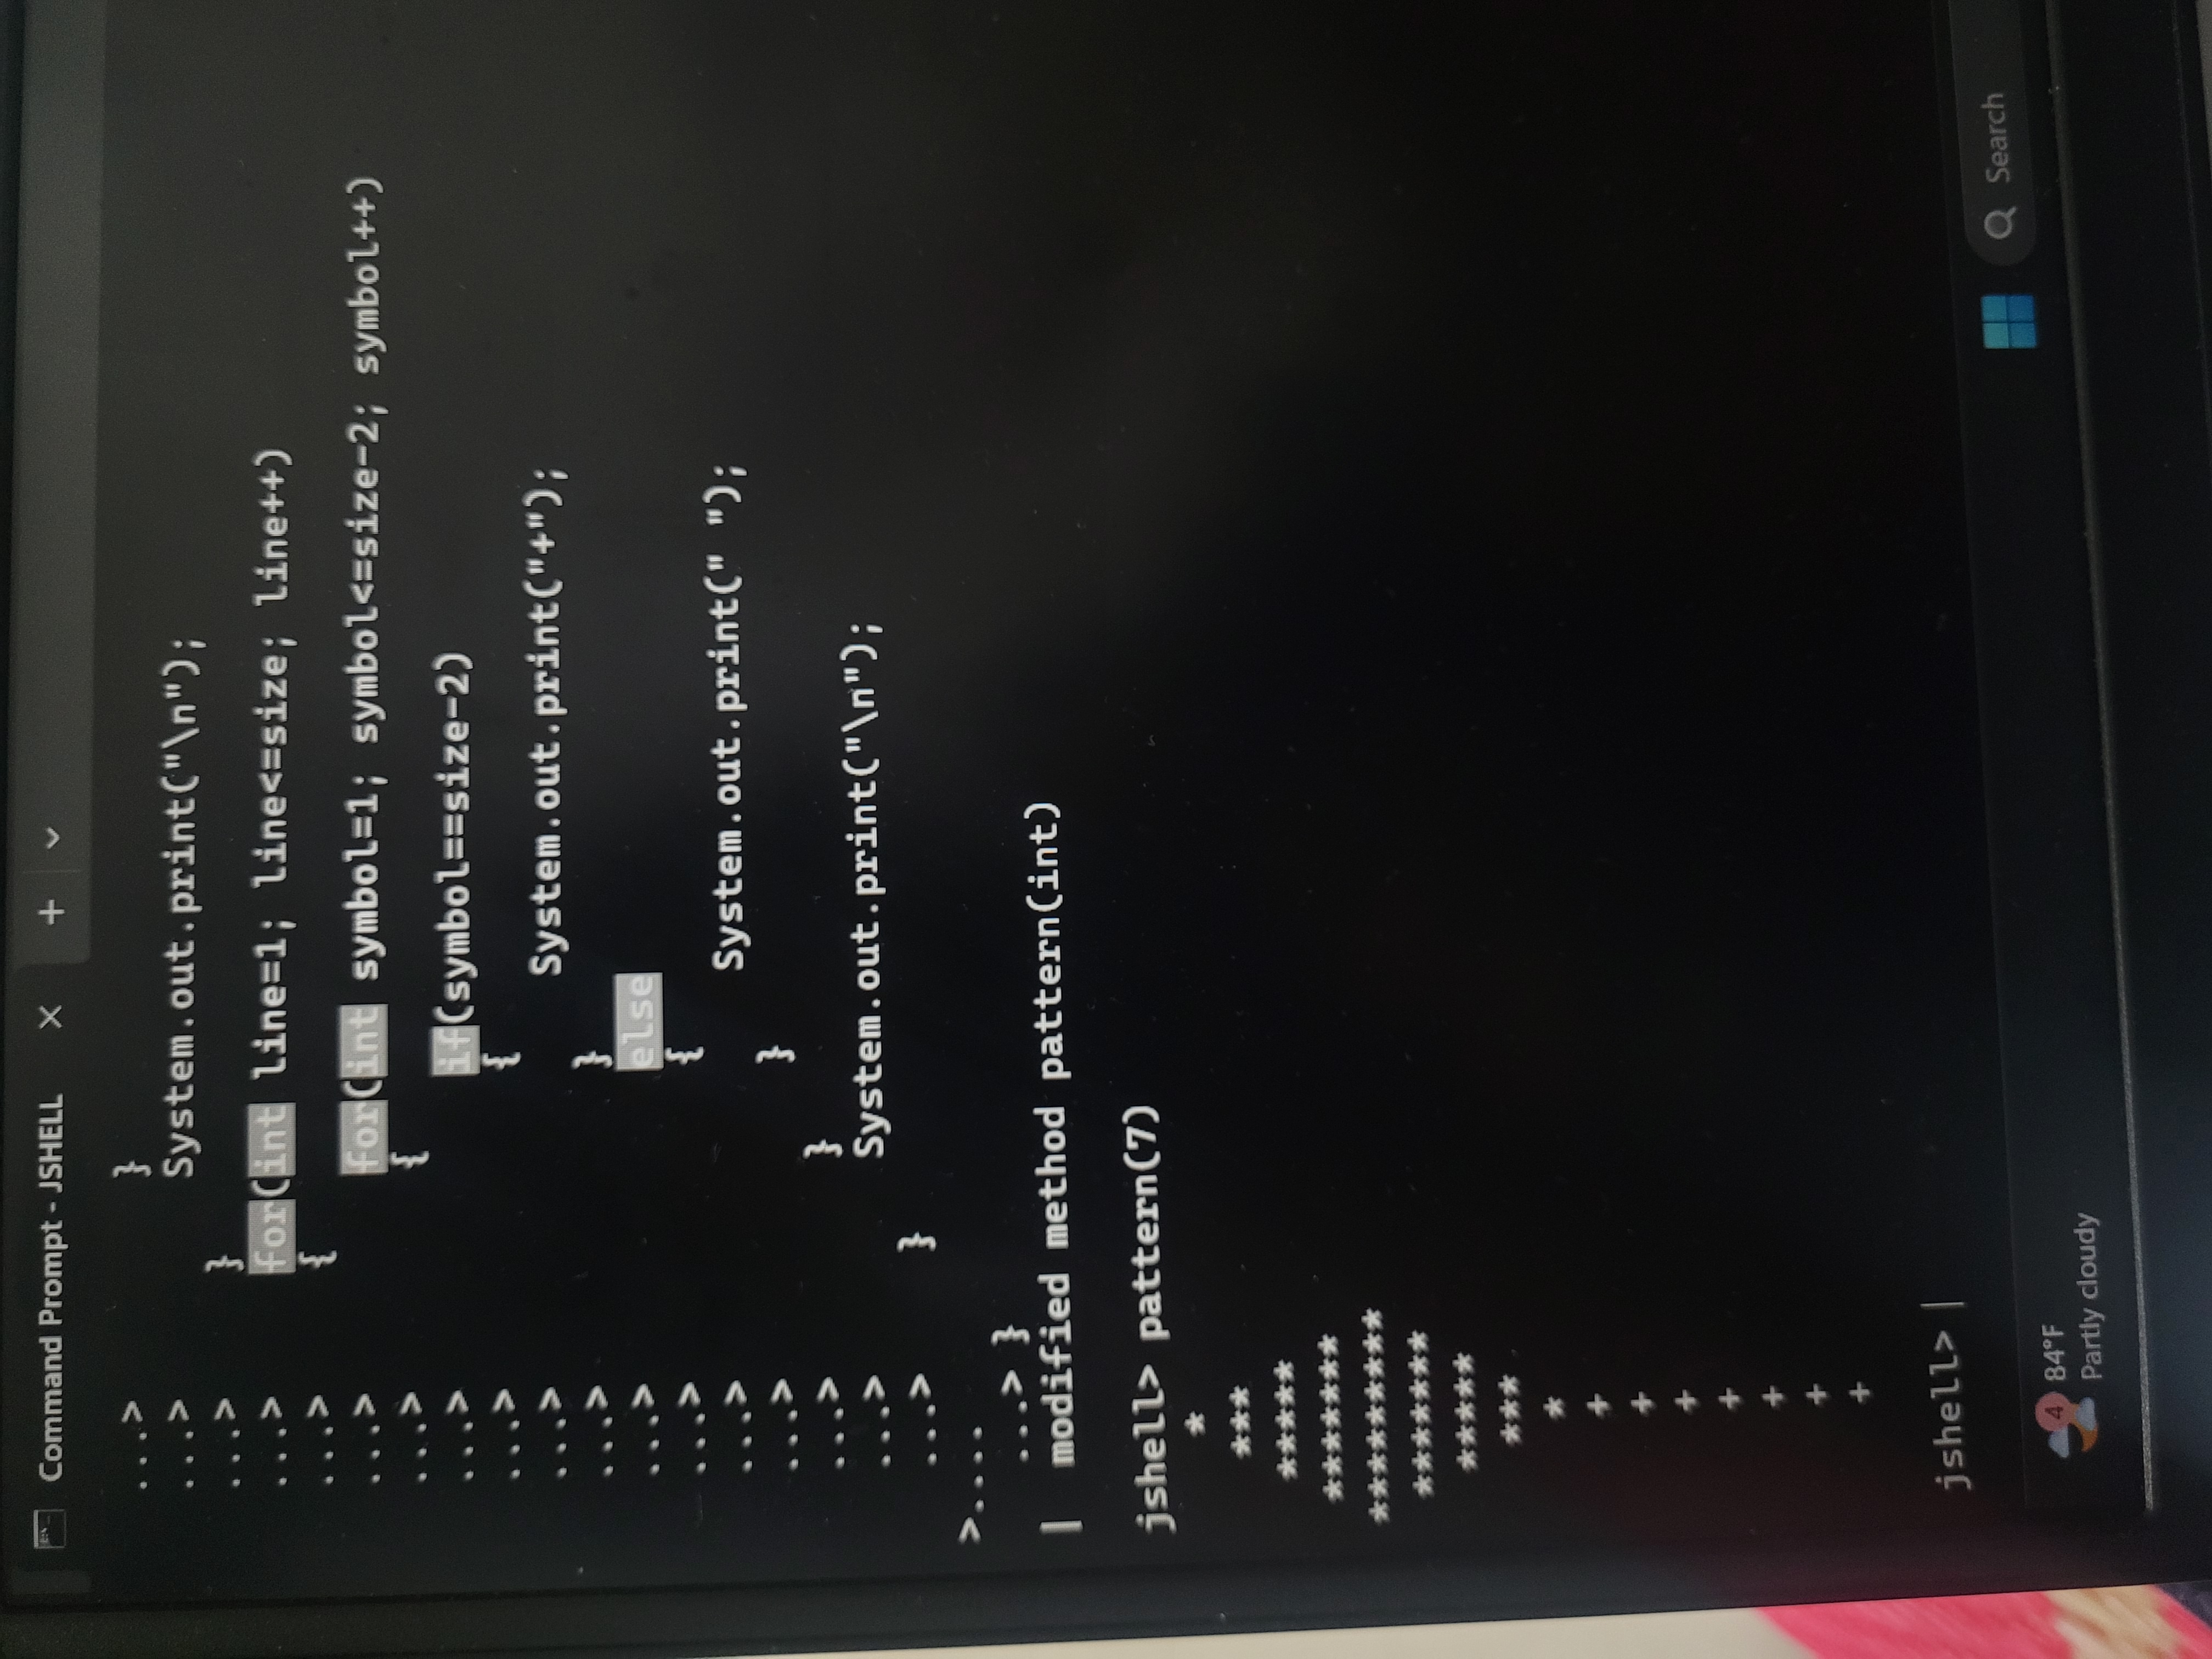 Command Prompt - JSHELL
...>         }
...>         System.out.print("\n");
...>     }
...>     for(int line=1; line<=size; line++)
...>     {
...>         for(int symbol=1; symbol<=size-2; symbol++)
...>         {
...>             if(symbol==size-2)
...>             {
...>                 System.out.print("+");
...>             }
...>             else
...>             {
...>                 System.out.print(" ");
...>             }
...>         }
...>         System.out.print("\n");
...>     }
>....
...> }
|  modified method pattern(int)
jshell> pattern(7)
    *
   ***
  *****
 *******
*********
 *******
  *****
   ***
    *
    +
    +
    +
    +
    +
    +
    +
jshell>
Search
4
84°F
Partly cloudy